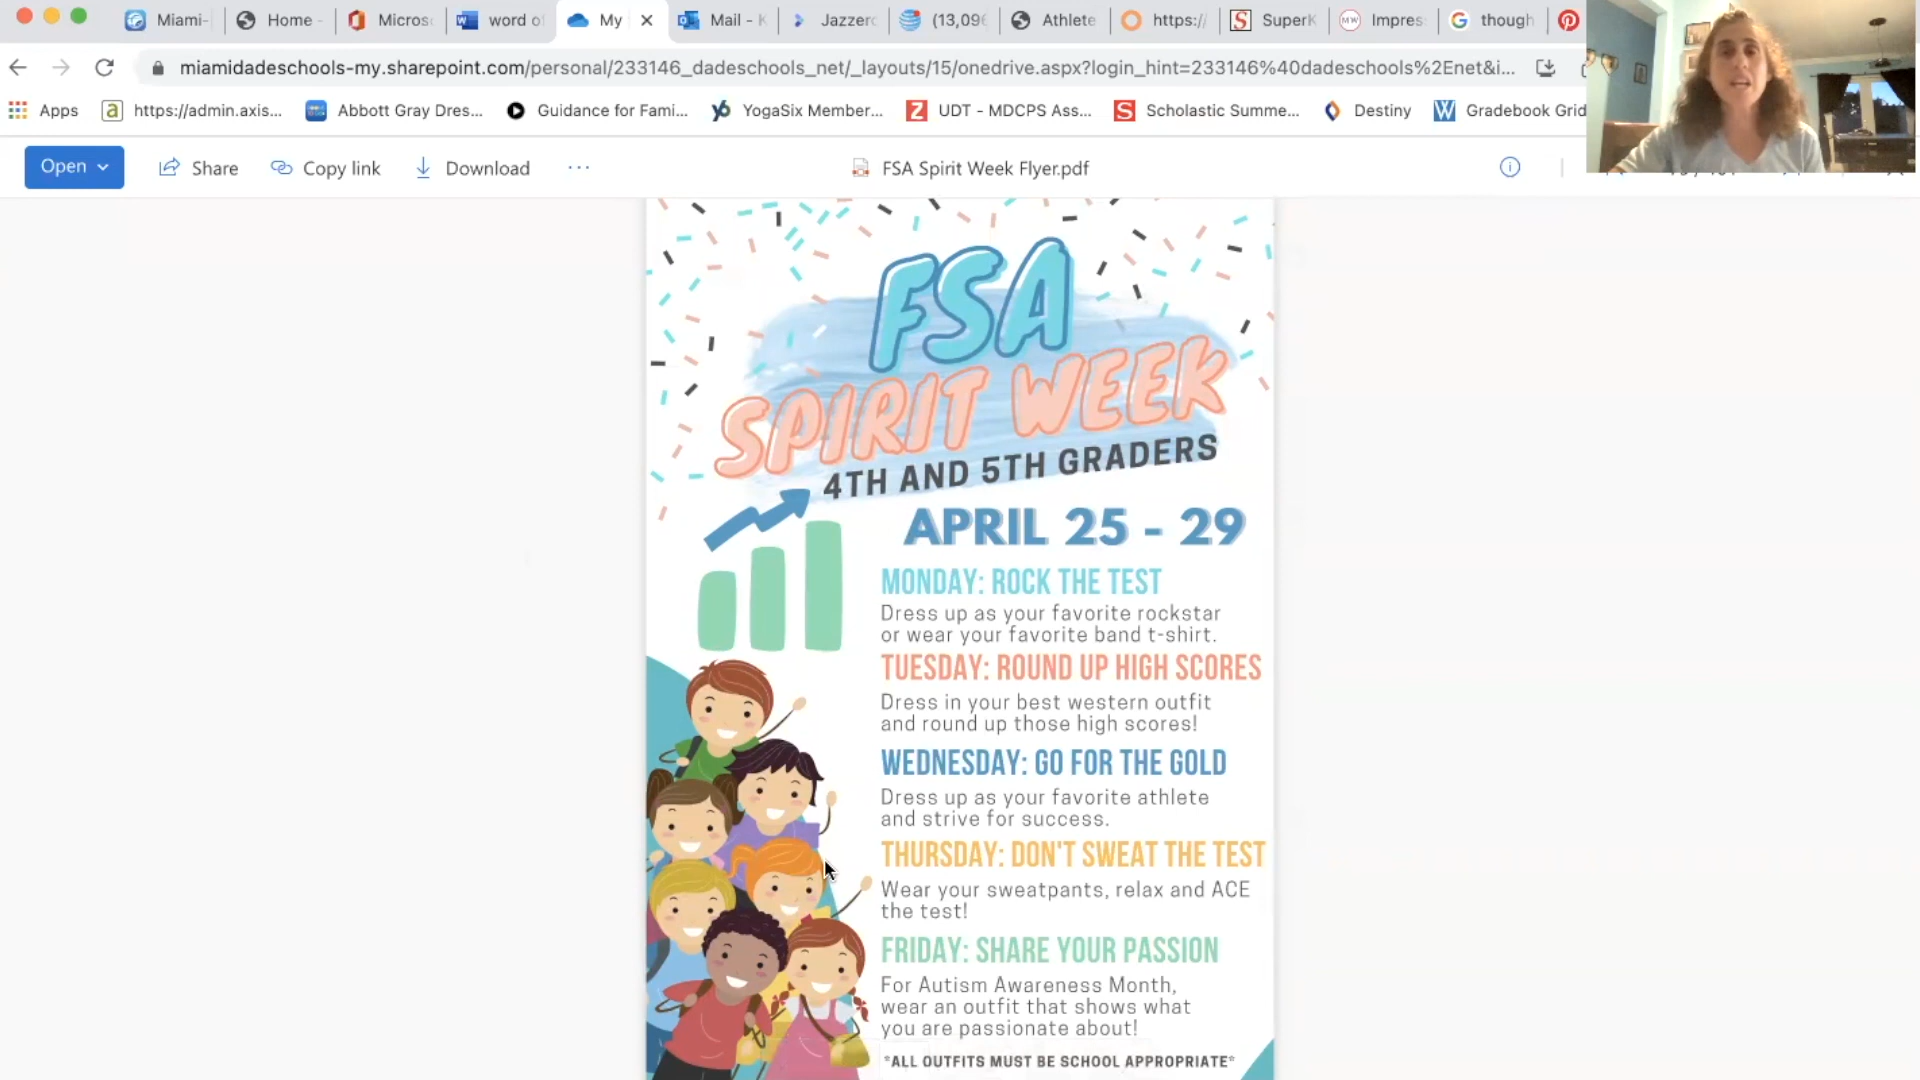 Miami-
Home -
Micros
word of
My
Mail - K
Jazzerc
(13,096
Athlete
https:/
SuperK
MW
Impres
though
miamidadeschools-my.sharepoint.com/personal/233146_dadeschools_net/_layouts/15/onedrive.aspx?login_hint=233146%40dadeschools%2Enet&i...
Apps
https://admin.axis...
Abbott Gray Dres...
Guidance for Fami...
YogaSix Member...
UDT - MDCPS Ass...
Scholastic Summe...
Destiny
Gradebook Grid
Open
Share
Copy link
Download
...
FSA Spirit Week Flyer.pdf
FSA
SPIRIT WEEK
4TH AND 5TH GRADERS
APRIL 25 - 29
MONDAY: ROCK THE TEST
Dress up as your favorite rockstar
or wear your favorite band t-shirt.
TUESDAY: ROUND UP HIGH SCORES
Dress in your best western outfit
and round up those high scores!
WEDNESDAY: GO FOR THE GOLD
Dress up as your favorite athlete
and strive for success.
THURSDAY: DON'T SWEAT THE TEST
Wear your sweatpants, relax and ACE
the test!
FRIDAY: SHARE YOUR PASSION
For Autism Awareness Month,
wear an outfit that shows what
you are passionate about!
*ALL OUTFITS MUST BE SCHOOL APPROPRIATE*